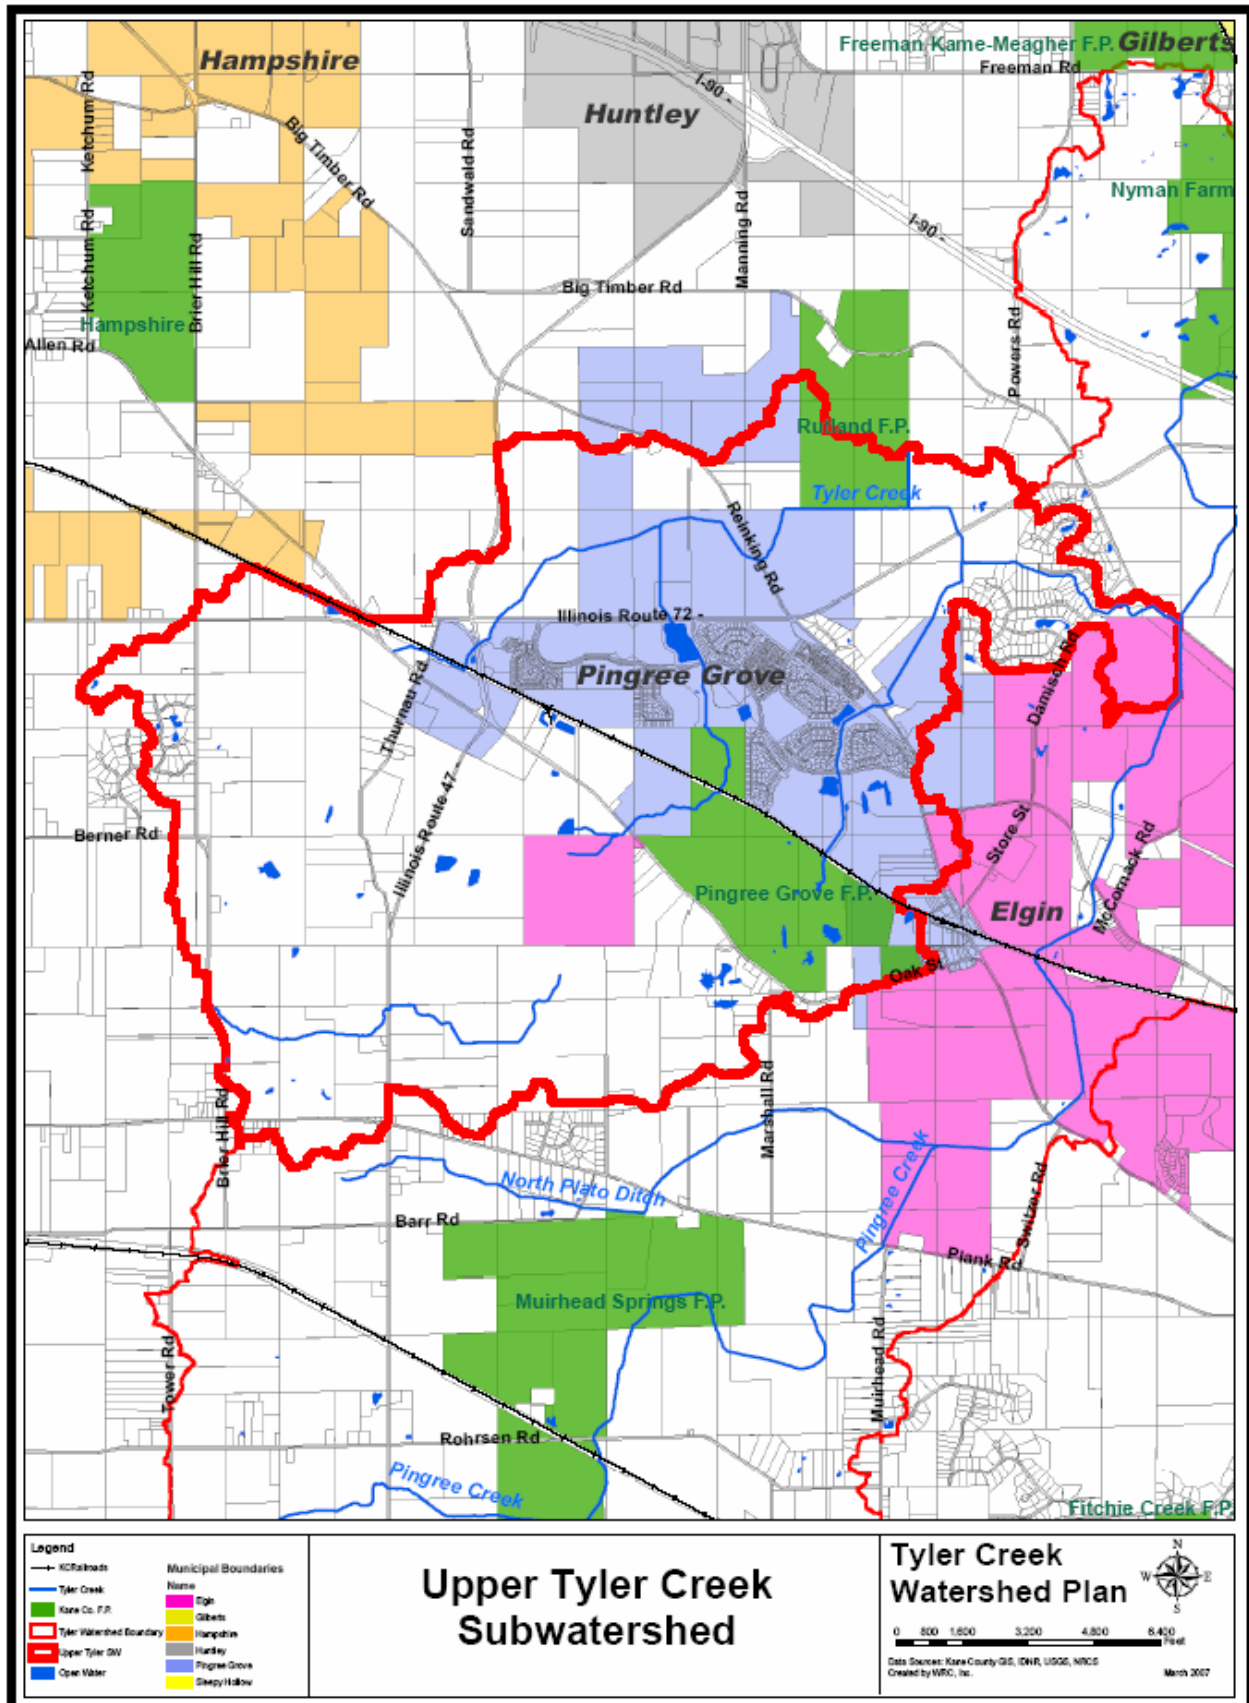 Freeman Kame-Meagher F.P.
Gilberts
Hampshire
Freeman Rd
Huntley
I-90 -
Ketchum Rd
Big Timber Rd
Sandwald Rd
Nyman Farm
Manning Rd
I-90 -
Ketchum Rd
Brier Hill Rd
Big Timber Rd
Hampshire
Powers Rd
Allen Rd
Rutland F.P.
Tyler Creek
Reinking Rd
Illinois Route 72 -
Pingree Grove
Damisch Rd
Thurnau Rd
Illinois Route 47 -
Berner Rd
Store St
McCornack Rd
Pingree Grove F.P.
Elgin
Oak St
Marshall Rd
Brier Hill Rd
North Plato Ditch
Pingree Creek
Barr Rd
Switzer Rd
Plank Rd
Muirhead Springs F.P.
Tower Rd
Muirhead Rd
Rohrsen Rd
Pingree Creek
Fitchie Creek F.P.
Legend
KCRailroads
Tyler Creek
Kane Co. F.P.
Tyler Watershed Boundary
Upper Tyler SW
Open Water
Municipal Boundaries
Name
Elgin
Gilberts
Hampshire
Huntley
Pingree Grove
Sleepy Hollow
Upper Tyler Creek
Subwatershed
Tyler Creek
Watershed Plan
N
W E
S
0 800 1,600 3,200 4,800 6,400
Feet
Data Sources: Kane County GIS, IDNR, USGS, NRCS
Created by WRC, Inc.
March 2007